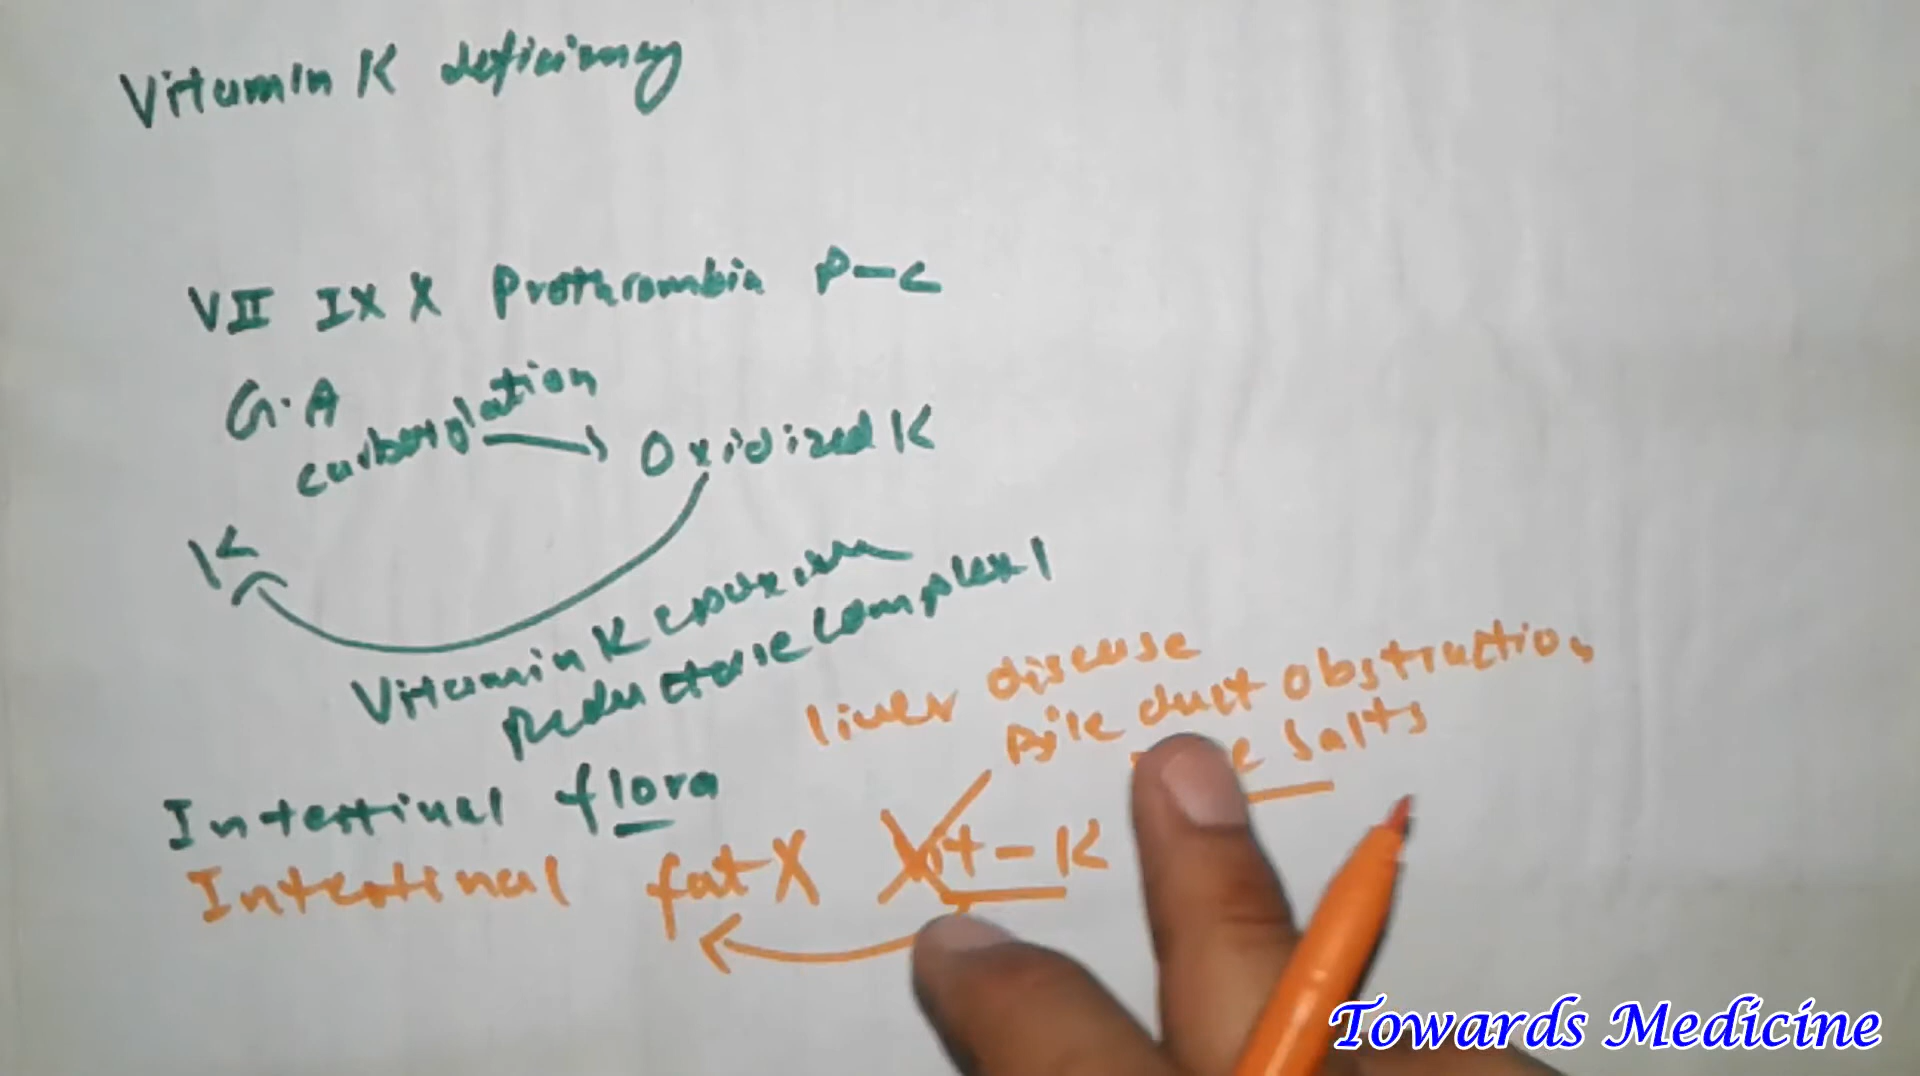 Vitamin K deficiency
VII IX X Prothrombin P-C
G.A
carboxylation → Oxidized K
K
Vitamin K epoxide
Reductase Complex 1
liver disease
Bile duct obstruction
Salts
Intestinal flora
Intestinal fat X Vit-K
Towards Medicine